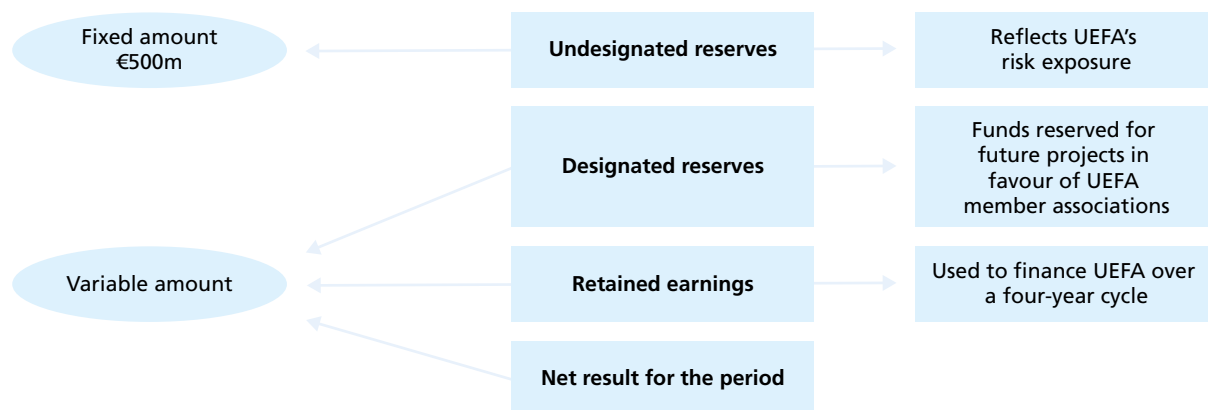 Fixed amount
€500m
Undesignated reserves
Reflects UEFA's
risk exposure
Designated reserves
Funds reserved for
future projects in
favour of UEFA
member associations
Variable amount
Retained earnings
Used to finance UEFA over
a four-year cycle
Net result for the period